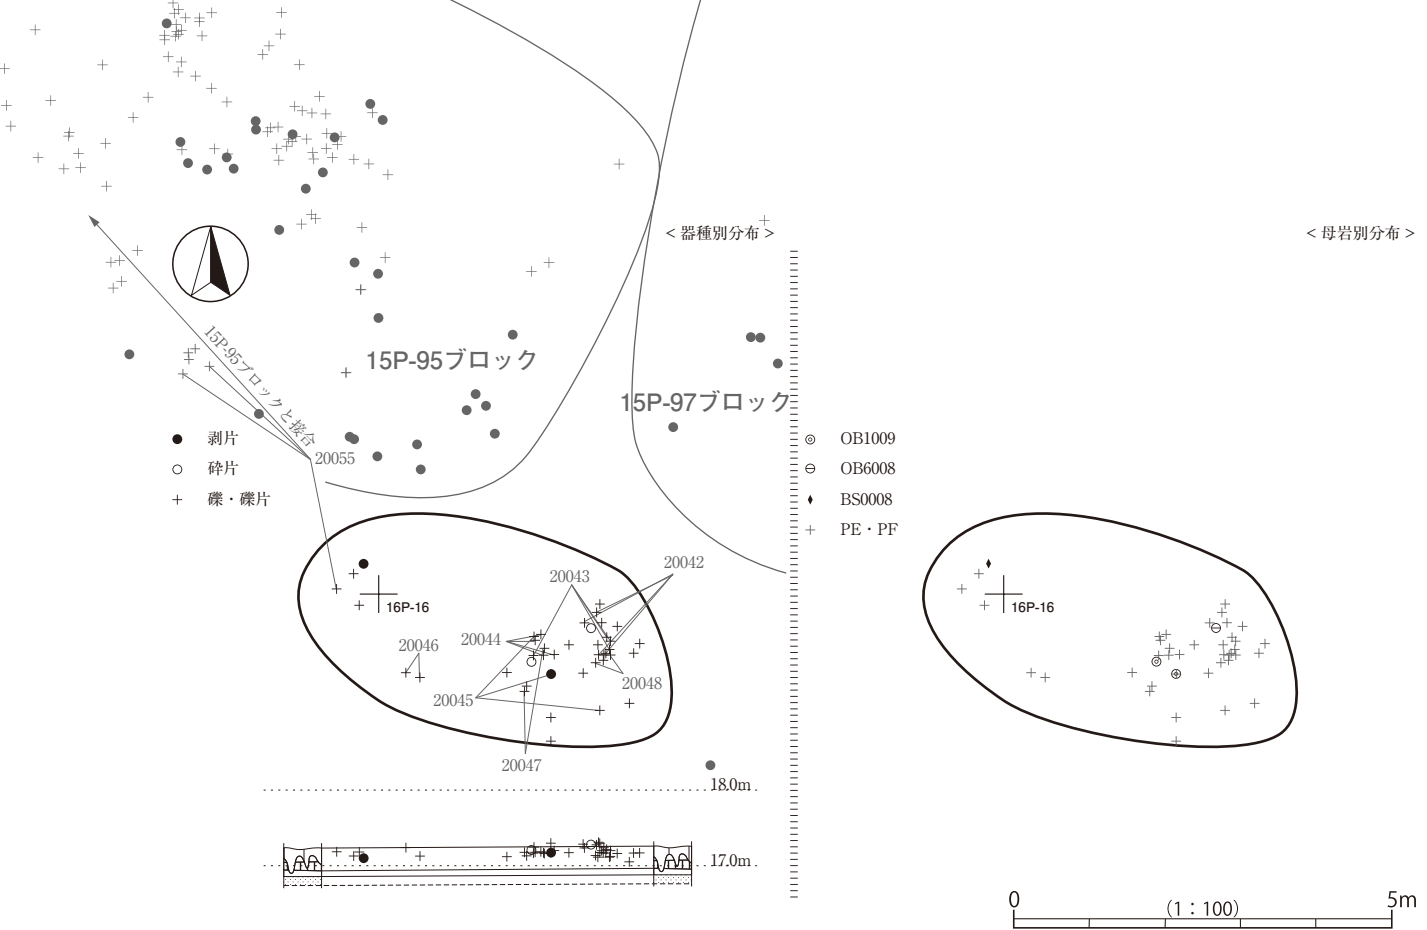 < 器種別分布 >
< 母岩別分布 >
15P-95ブロックと接合
15P-95ブロック
15P-97ブロック
剥片
砕片
礫・礫片
20055
OB1009
OB6008
BS0008
PE・PF
20042
20043
16P-16
16P-16
20044
20046
20048
20045
20047
18.0m
17.0m
0
5m
(1：100)